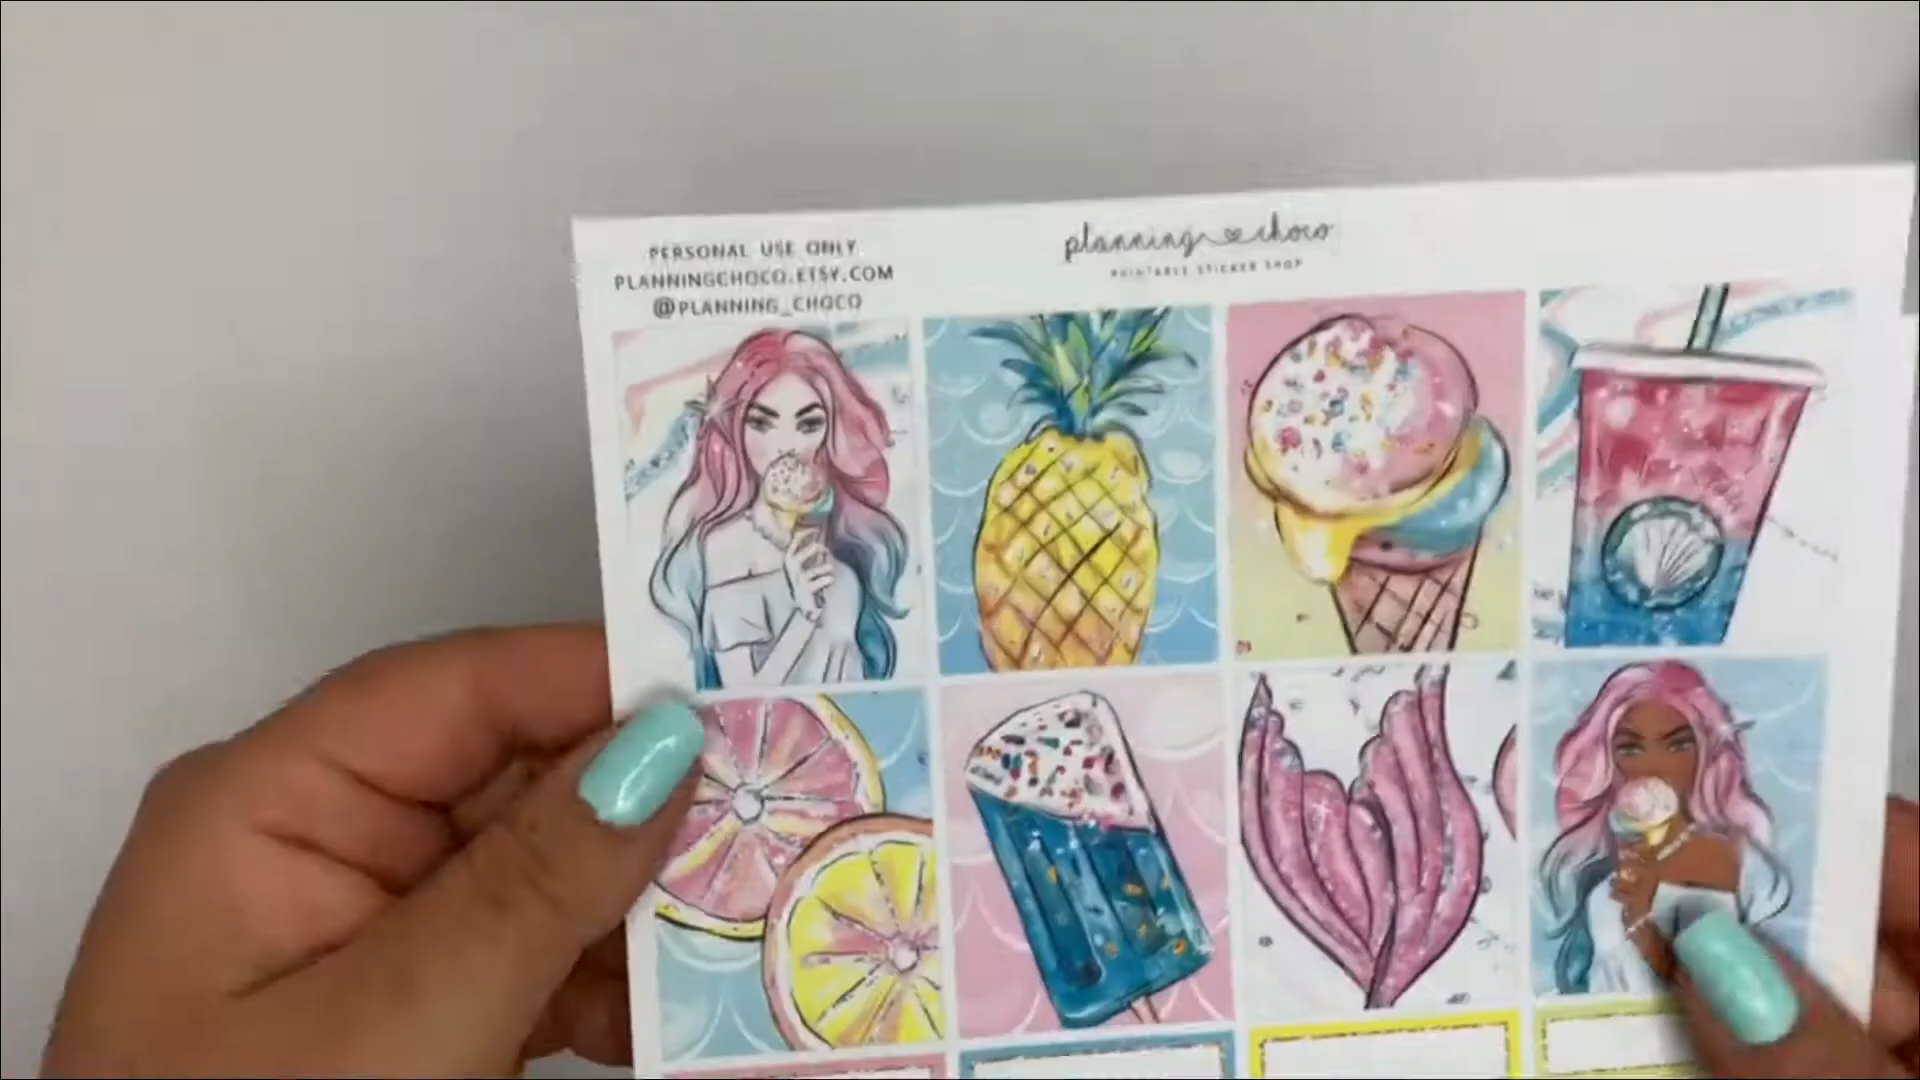 PERSONAL USE ONLY.
PLANNINGCHOCO.ETSY.COM
@PLANNING_CHOCO
planning choco
PRINTABLE STICKER SHOP